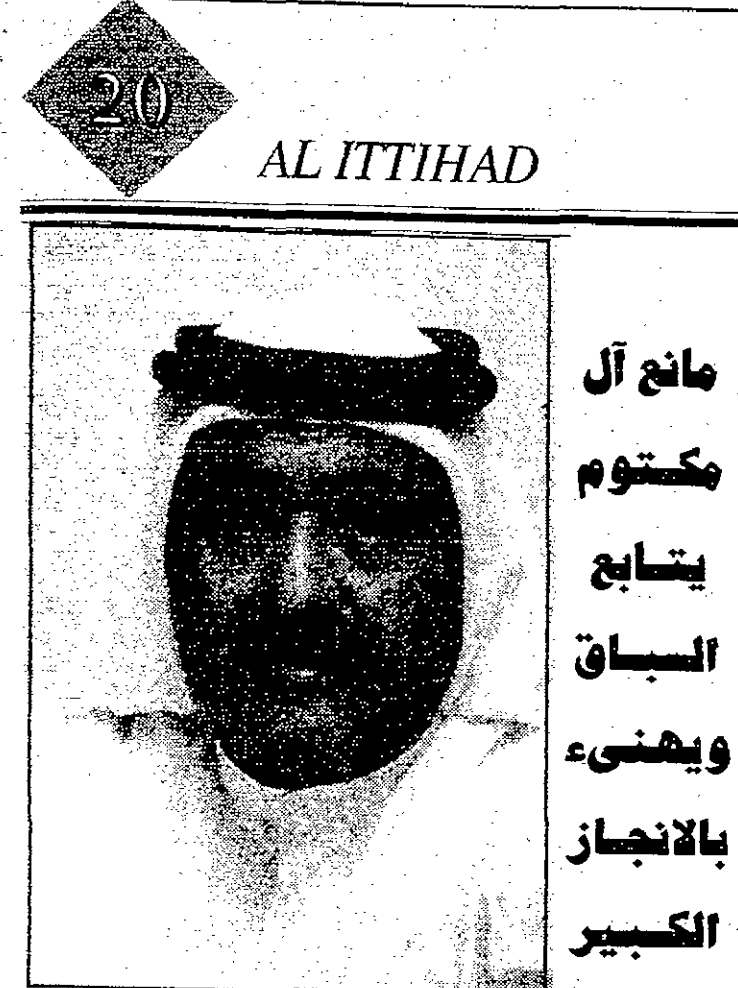 20
AL ITTIHAD
مانع آل
مكتوم
يتابع
السباق
ويهنىء
بالانجاز
الكبير